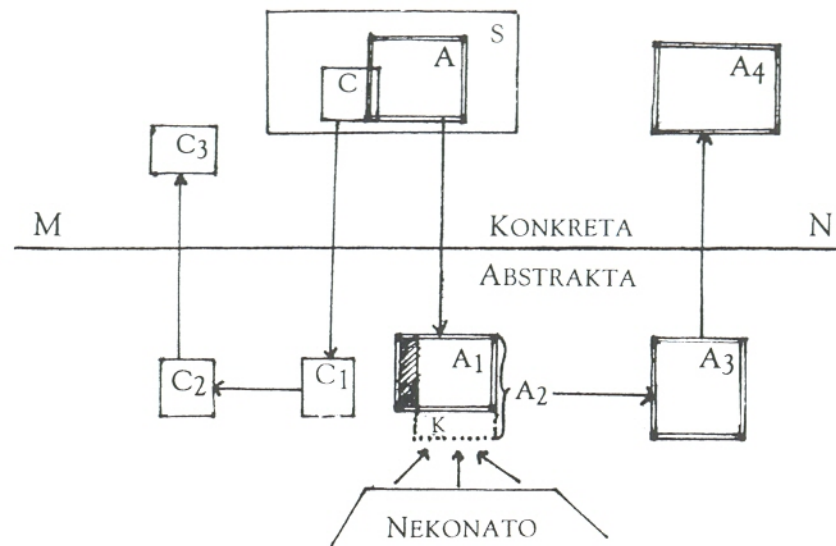 S
A
A4
C
C3
M
KONKRETA
N
ABSTRAKTA
C2
C1
A1
A2
A3
K
NEKONATO